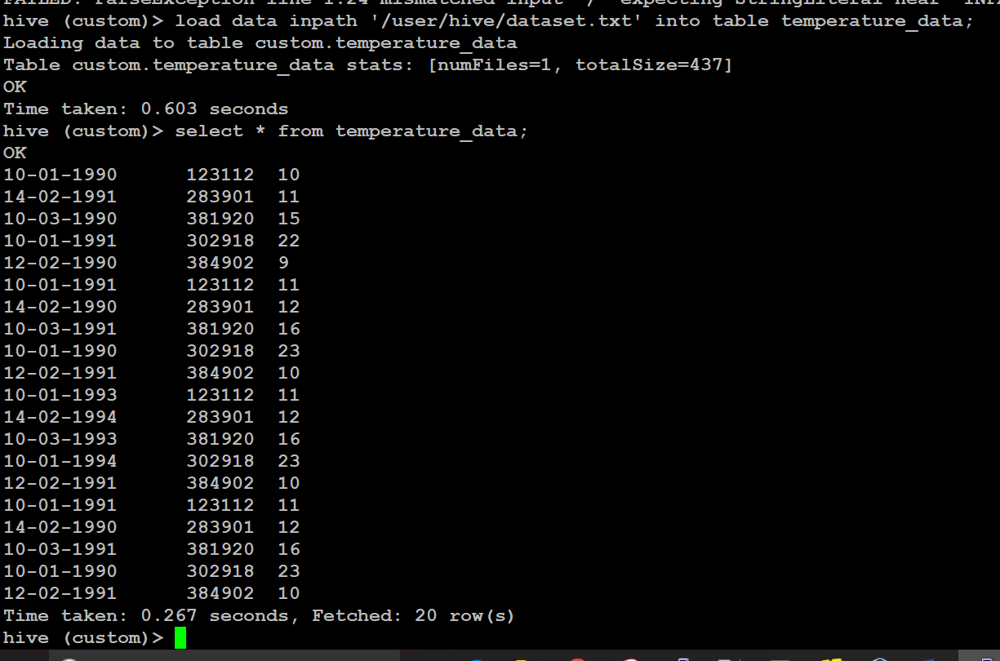 FAILED: ParseException line 1:24 mismatched input '/' expecting StringLiteral near
hive (custom)> load data inpath '/user/hive/dataset.txt' into table temperature_data;
Loading data to table custom.temperature_data
Table custom.temperature_data stats: [numFiles=1, totalSize=437]
OK
Time taken: 0.603 seconds
hive (custom)> select * from temperature_data;
OK
10-01-1990 123112 10
14-02-1991 283901 11
10-03-1990 381920 15
10-01-1991 302918 22
12-02-1990 384902 9
10-01-1991 123112 11
14-02-1990 283901 12
10-03-1991 381920 16
10-01-1990 302918 23
12-02-1991 384902 10
10-01-1993 123112 11
14-02-1994 283901 12
10-03-1993 381920 16
10-01-1994 302918 23
12-02-1991 384902 10
10-01-1991 123112 11
14-02-1990 283901 12
10-03-1991 381920 16
10-01-1990 302918 23
12-02-1991 384902 10
Time taken: 0.267 seconds, Fetched: 20 row(s)
hive (custom)>